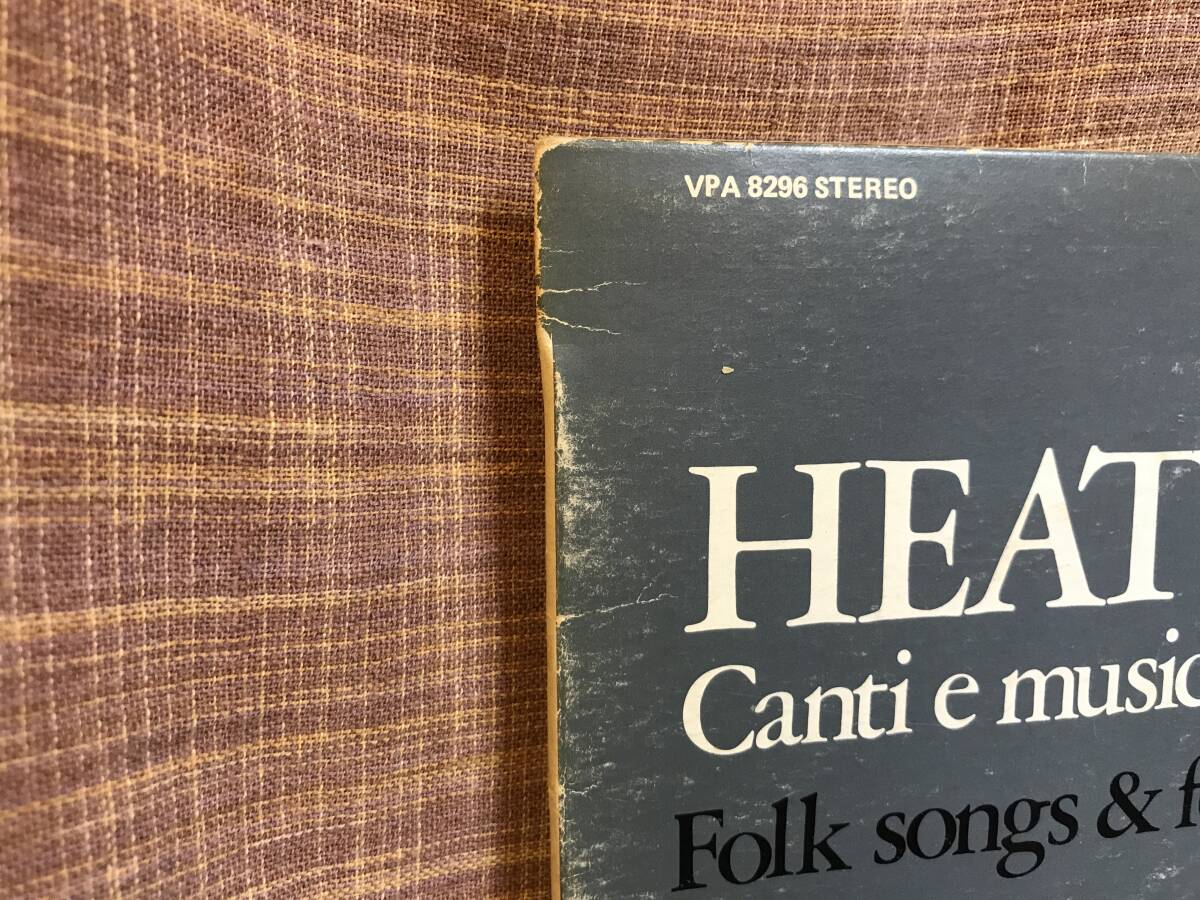 VPA 8296 STEREO
HEAT
Canti e music
Folk songs & f